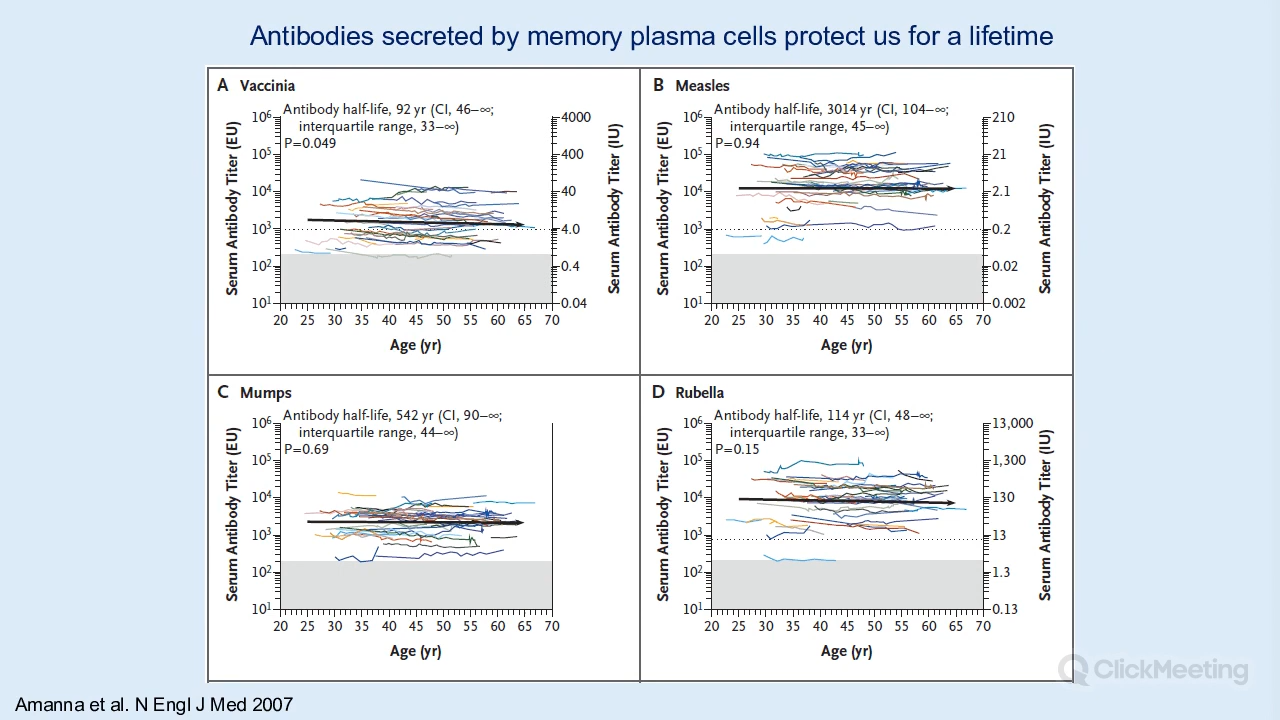 Antibodies secreted by memory plasma cells protect us for a lifetime
A Vaccinia
Antibody half-life, 92 yr (CI, 46–∞;
interquartile range, 33–∞)
P=0.049
Serum Antibody Titer (EU)
10⁶
10⁵
10⁴
10³
10²
10¹
4000
400
40
4.0
0.4
0.04
Serum Antibody Titer (IU)
20 25 30 35 40 45 50 55 60 65 70
Age (yr)
B Measles
Antibody half-life, 3014 yr (CI, 104–∞;
interquartile range, 45–∞)
P=0.94
Serum Antibody Titer (EU)
10⁶
10⁵
10⁴
10³
10²
10¹
210
21
2.1
0.2
0.02
0.002
Serum Antibody Titer (IU)
20 25 30 35 40 45 50 55 60 65 70
Age (yr)
C Mumps
Antibody half-life, 542 yr (CI, 90–∞;
interquartile range, 44–∞)
P=0.69
Serum Antibody Titer (EU)
10⁶
10⁵
10⁴
10³
10²
10¹
20 25 30 35 40 45 50 55 60 65 70
Age (yr)
D Rubella
Antibody half-life, 114 yr (CI, 48–∞;
interquartile range, 33–∞)
P=0.15
Serum Antibody Titer (EU)
10⁶
10⁵
10⁴
10³
10²
10¹
13,000
1,300
130
13
1.3
0.13
Serum Antibody Titer (IU)
20 25 30 35 40 45 50 55 60 65 70
Age (yr)
ClickMeeting
Amanna et al. N Engl J Med 2007